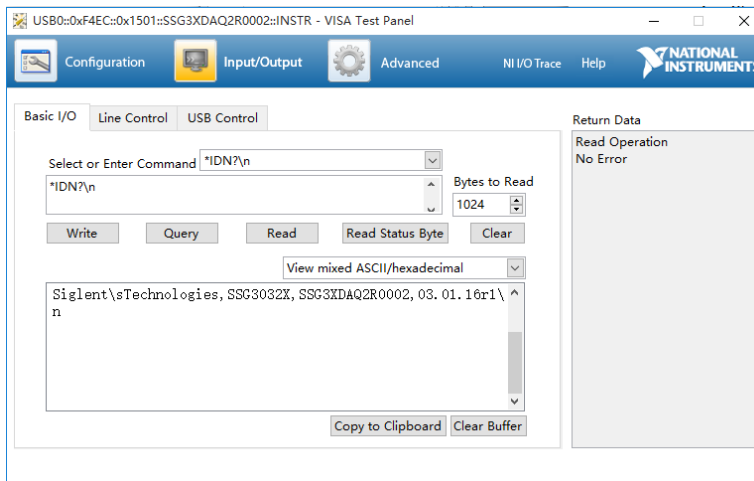 USB0::0xF4EC::0x1501::SSG3XDAQ2R0002::INSTR - VISA Test Panel
Configuration
Input/Output
Advanced
NI I/O Trace
Help
NATIONAL
INSTRUMENTS
Basic I/O
Line Control
USB Control
Return Data
Select or Enter Command
*IDN?\n
*IDN?\n
Bytes to Read
1024
Write
Query
Read
Read Status Byte
Clear
View mixed ASCII/hexadecimal
Siglent\sTechnologies,SSG3032X,SSG3XDAQ2R0002,03.01.16r1\
n
Copy to Clipboard
Clear Buffer
Read Operation
No Error